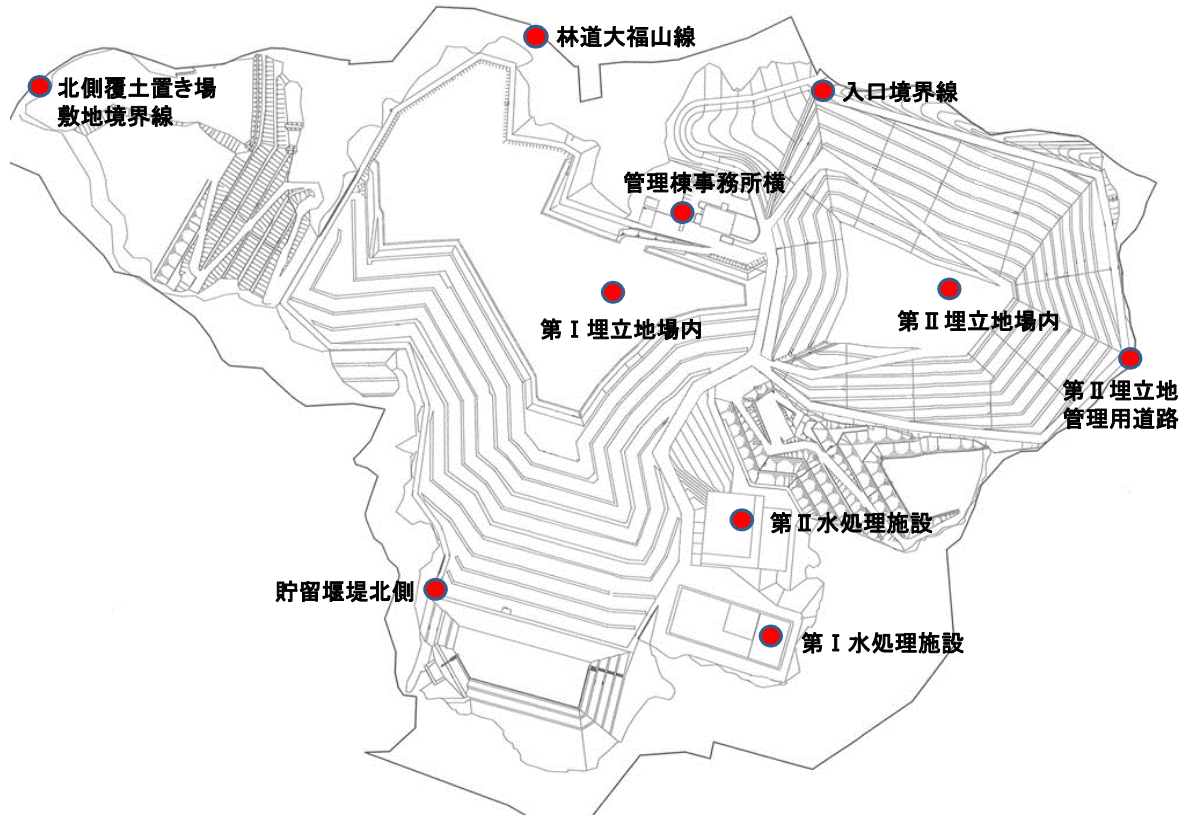 林道大福山線
北側覆土置き場
敷地境界線
入口境界線
管理棟事務所横
第Ⅰ埋立地場内
第Ⅱ埋立地場内
第Ⅱ埋立地
管理用道路
第Ⅱ水処理施設
貯留堰堤北側
第Ⅰ水処理施設